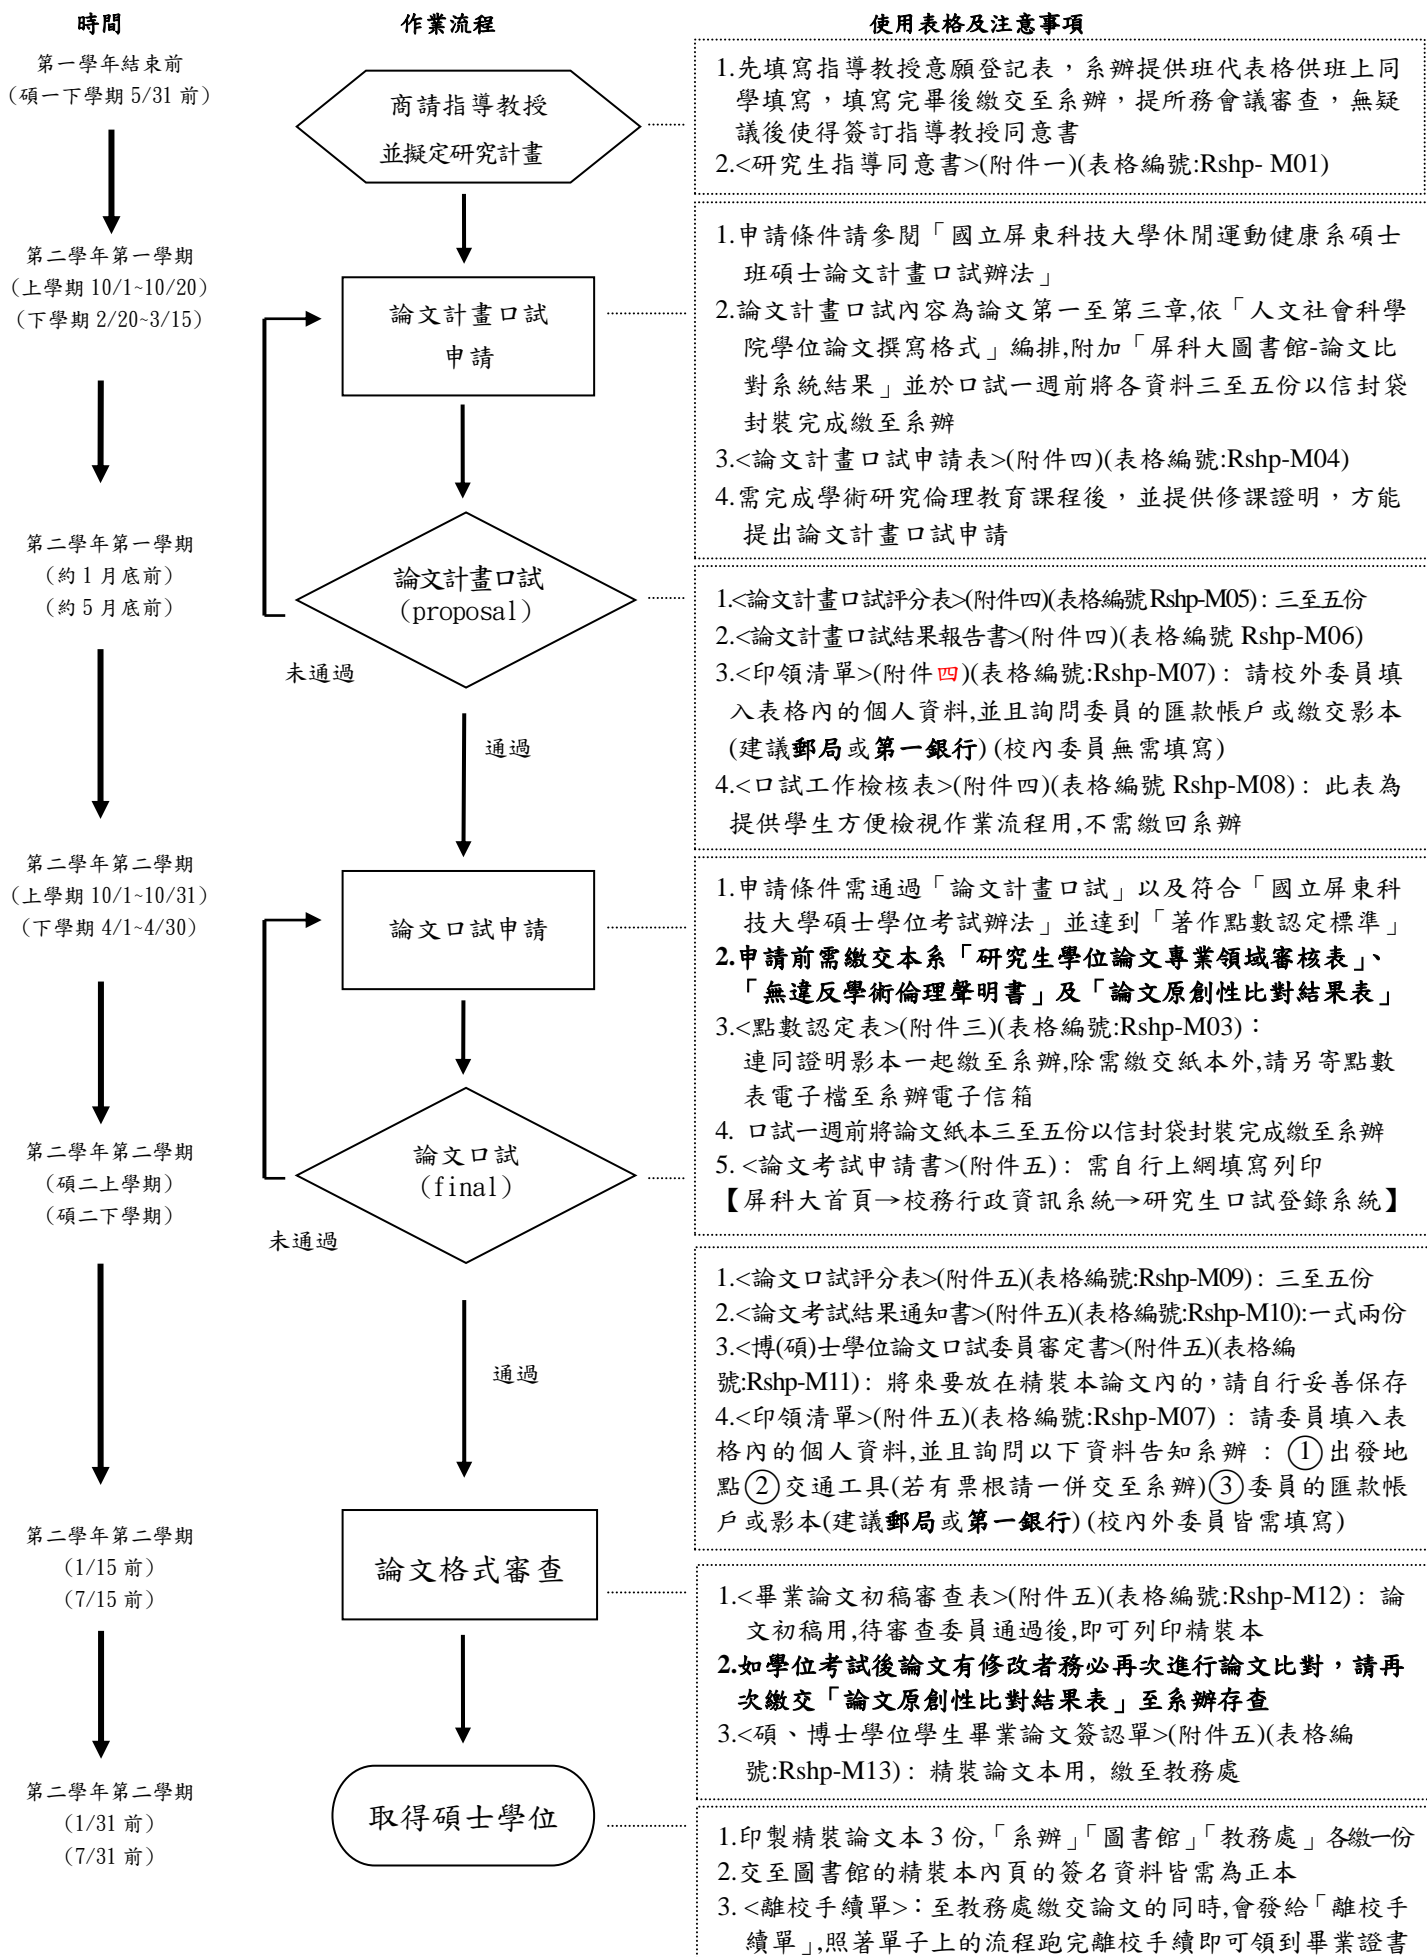 時間
作業流程
使用表格及注意事項
第一學年結束前
(碩一下學期 5/31 前)
商請指導教授
並擬定研究計畫
1.先填寫指導教授意願登記表，系辦提供班代表格供班上同
學填寫，填寫完畢後繳交至系辦，提所務會議審查，無疑
議後使得簽訂指導教授同意書
2.<研究生指導同意書>(附件一)(表格編號:Rshp- M01)
第二學年第一學期
(上學期 10/1~10/20)
(下學期 2/20~3/15)
論文計畫口試
申請
1.申請條件請參閱「國立屏東科技大學休閒運動健康系碩士
班碩士論文計畫口試辦法」
2.論文計畫口試內容為論文第一至第三章,依「人文社會科學
院學位論文撰寫格式」編排,附加「屏科大圖書館-論文比
對系統結果」並於口試一週前將各資料三至五份以信封袋
封裝完成繳至系辦
3.<論文計畫口試申請表>(附件四)(表格編號:Rshp-M04)
4.需完成學術研究倫理教育課程後，並提供修課證明，方能
提出論文計畫口試申請
第二學年第一學期
(約 1 月底前)
(約 5 月底前)
論文計畫口試
(proposal)
未通過
通過
1.<論文計畫口試評分表>(附件四)(表格編號 Rshp-M05)：三至五份
2.<論文計畫口試結果報告書>(附件四)(表格編號 Rshp-M06)
3.<印領清單>(附件四)(表格編號:Rshp-M07)：請校外委員填
入表格內的個人資料,並且詢問委員的匯款帳戶或繳交影本
(建議郵局或第一銀行) (校內委員無需填寫)
4.<口試工作檢核表>(附件四)(表格編號 Rshp-M08)：此表為
提供學生方便檢視作業流程用,不需繳回系辦
第二學年第二學期
(上學期 10/1~10/31)
(下學期 4/1~4/30)
論文口試申請
1.申請條件需通過「論文計畫口試」以及符合「國立屏東科
技大學碩士學位考試辦法」並達到「著作點數認定標準」
2.申請前需繳交本系「研究生學位論文專業領域審核表」、
「無違反學術倫理聲明書」及「論文原創性比對結果表」
3.<點數認定表>(附件三)(表格編號:Rshp-M03)：
連同證明影本一起繳至系辦,除需繳交紙本外,請另寄點數
表電子檔至系辦電子信箱
4. 口試一週前將論文紙本三至五份以信封袋封裝完成繳至系辦
5. <論文考試申請書>(附件五)：需自行上網填寫列印
【屏科大首頁→校務行政資訊系統→研究生口試登錄系統】
第二學年第二學期
(碩二上學期)
(碩二下學期)
論文口試
(final)
未通過
通過
1.<論文口試評分表>(附件五)(表格編號:Rshp-M09)：三至五份
2.<論文考試結果通知書>(附件五)(表格編號:Rshp-M10):一式兩份
3.<博(碩)士學位論文口試委員審定書>(附件五)(表格編
號:Rshp-M11)：將來要放在精裝本論文內的，請自行妥善保存
4.<印領清單>(附件五)(表格編號:Rshp-M07)：請委員填入表
格內的個人資料,並且詢問以下資料告知系辦：①出發地
點②交通工具(若有票根請一併交至系辦)③委員的匯款帳
戶或影本(建議郵局或第一銀行) (校內外委員皆需填寫)
第二學年第二學期
(1/15 前)
(7/15 前)
論文格式審查
1.<畢業論文初稿審查表>(附件五)(表格編號:Rshp-M12)：論
文初稿用,待審查委員通過後,即可列印精裝本
2.如學位考試後論文有修改者務必再次進行論文比對，請再
次繳交「論文原創性比對結果表」至系辦存查
3.<碩、博士學位學生畢業論文簽認單>(附件五)(表格編
號:Rshp-M13)：精裝論文本用, 繳至教務處
第二學年第二學期
(1/31 前)
(7/31 前)
取得碩士學位
1.印製精裝論文本 3 份,「系辦」「圖書館」「教務處」各繳一份
2.交至圖書館的精裝本內頁的簽名資料皆需為正本
3. <離校手續單>：至教務處繳交論文的同時,會發給「離校手
續單」,照著單子上的流程跑完離校手續即可領到畢業證書